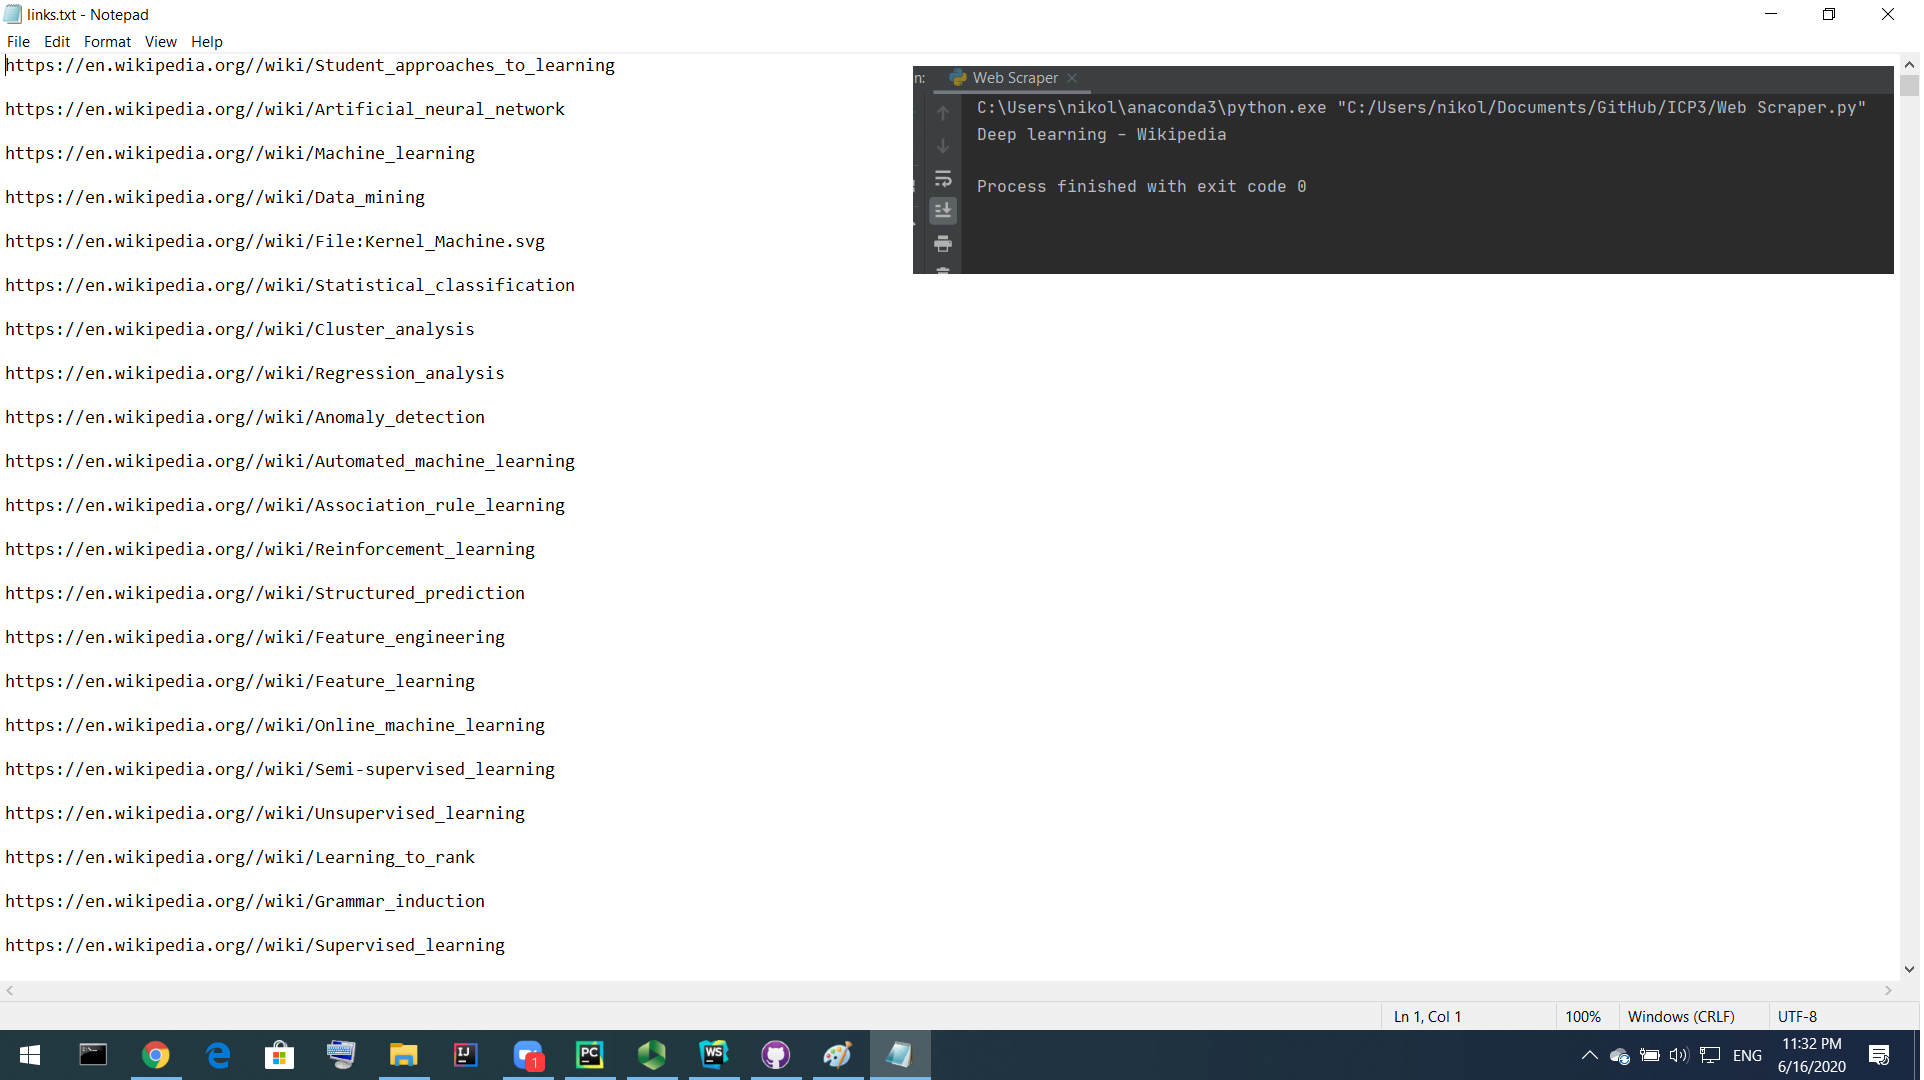 links.txt - Notepad
File Edit Format View Help
https://en.wikipedia.org//wiki/Student_approaches_to_learning
https://en.wikipedia.org//wiki/Artificial_neural_network
https://en.wikipedia.org//wiki/Machine_learning
https://en.wikipedia.org//wiki/Data_mining
https://en.wikipedia.org//wiki/File:Kernel_Machine.svg
https://en.wikipedia.org//wiki/Statistical_classification
https://en.wikipedia.org//wiki/Cluster_analysis
https://en.wikipedia.org//wiki/Regression_analysis
https://en.wikipedia.org//wiki/Anomaly_detection
https://en.wikipedia.org//wiki/Automated_machine_learning
https://en.wikipedia.org//wiki/Association_rule_learning
https://en.wikipedia.org//wiki/Reinforcement_learning
https://en.wikipedia.org//wiki/Structured_prediction
https://en.wikipedia.org//wiki/Feature_engineering
https://en.wikipedia.org//wiki/Feature_learning
https://en.wikipedia.org//wiki/Online_machine_learning
https://en.wikipedia.org//wiki/Semi-supervised_learning
https://en.wikipedia.org//wiki/Unsupervised_learning
https://en.wikipedia.org//wiki/Learning_to_rank
https://en.wikipedia.org//wiki/Grammar_induction
https://en.wikipedia.org//wiki/Supervised_learning
n: Web Scraper
C:\Users\nikol\anaconda3\python.exe "C:/Users/nikol/Documents/GitHub/ICP3/Web Scraper.py"
Deep learning - Wikipedia
Process finished with exit code 0
Ln 1, Col 1 100% Windows (CRLF) UTF-8
IJ 1 PC WS ENG 11:32 PM
6/16/2020